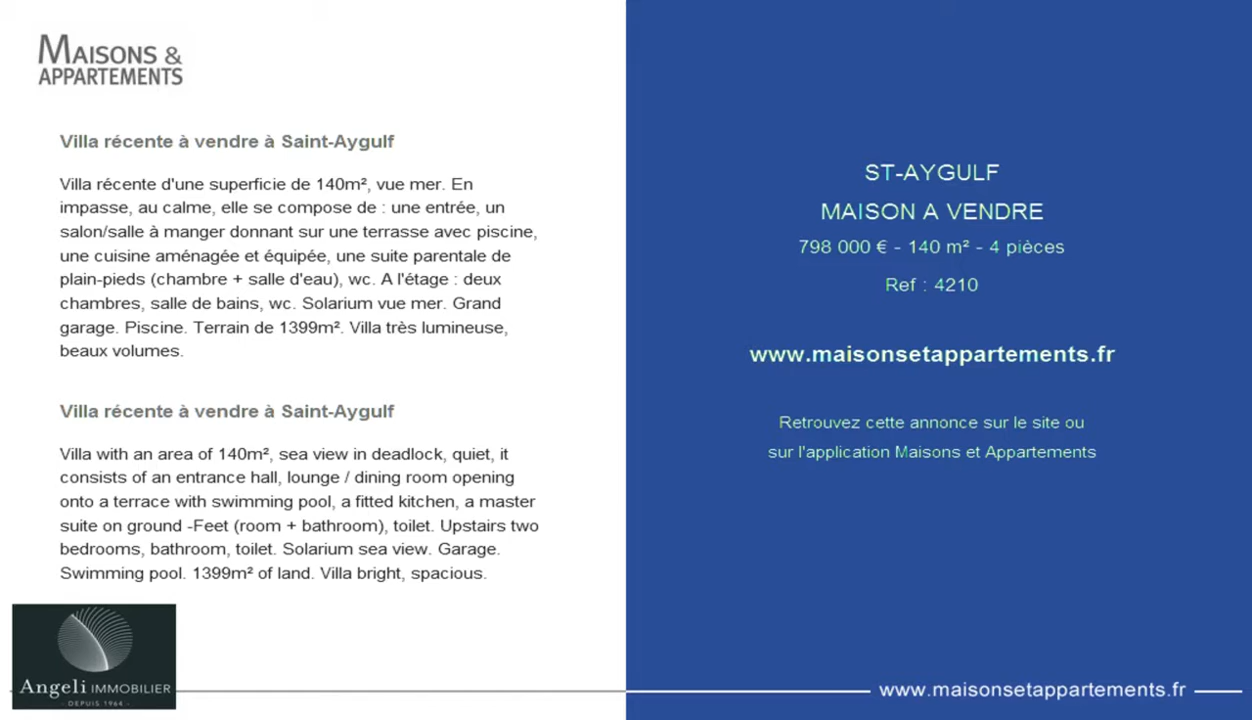 MAISONS &
APPARTEMENTS
Villa récente à vendre à Saint-Aygulf
Villa récente d'une superficie de 140m², vue mer. En
impasse, au calme, elle se compose de : une entrée, un
salon/salle à manger donnant sur une terrasse avec piscine,
une cuisine aménagée et équipée, une suite parentale de
plain-pieds (chambre + salle d'eau), wc. A l'étage : deux
chambres, salle de bains, wc. Solarium vue mer. Grand
garage. Piscine. Terrain de 1399m². Villa très lumineuse,
beaux volumes.
Villa récente à vendre à Saint-Aygulf
Villa with an area of 140m², sea view in deadlock, quiet, it
consists of an entrance hall, lounge / dining room opening
onto a terrace with swimming pool, a fitted kitchen, a master
suite on ground -Feet (room + bathroom), toilet. Upstairs two
bedrooms, bathroom, toilet. Solarium sea view. Garage.
Swimming pool. 1399m² of land. Villa bright, spacious.
Angeli IMMOBILIER
- DEPUIS 1964 -
ST-AYGULF
MAISON A VENDRE
798 000 € - 140 m² - 4 pièces
Ref : 4210
www.maisonsetappartements.fr
Retrouvez cette annonce sur le site ou
sur l'application Maisons et Appartements
www.maisonsetappartements.fr